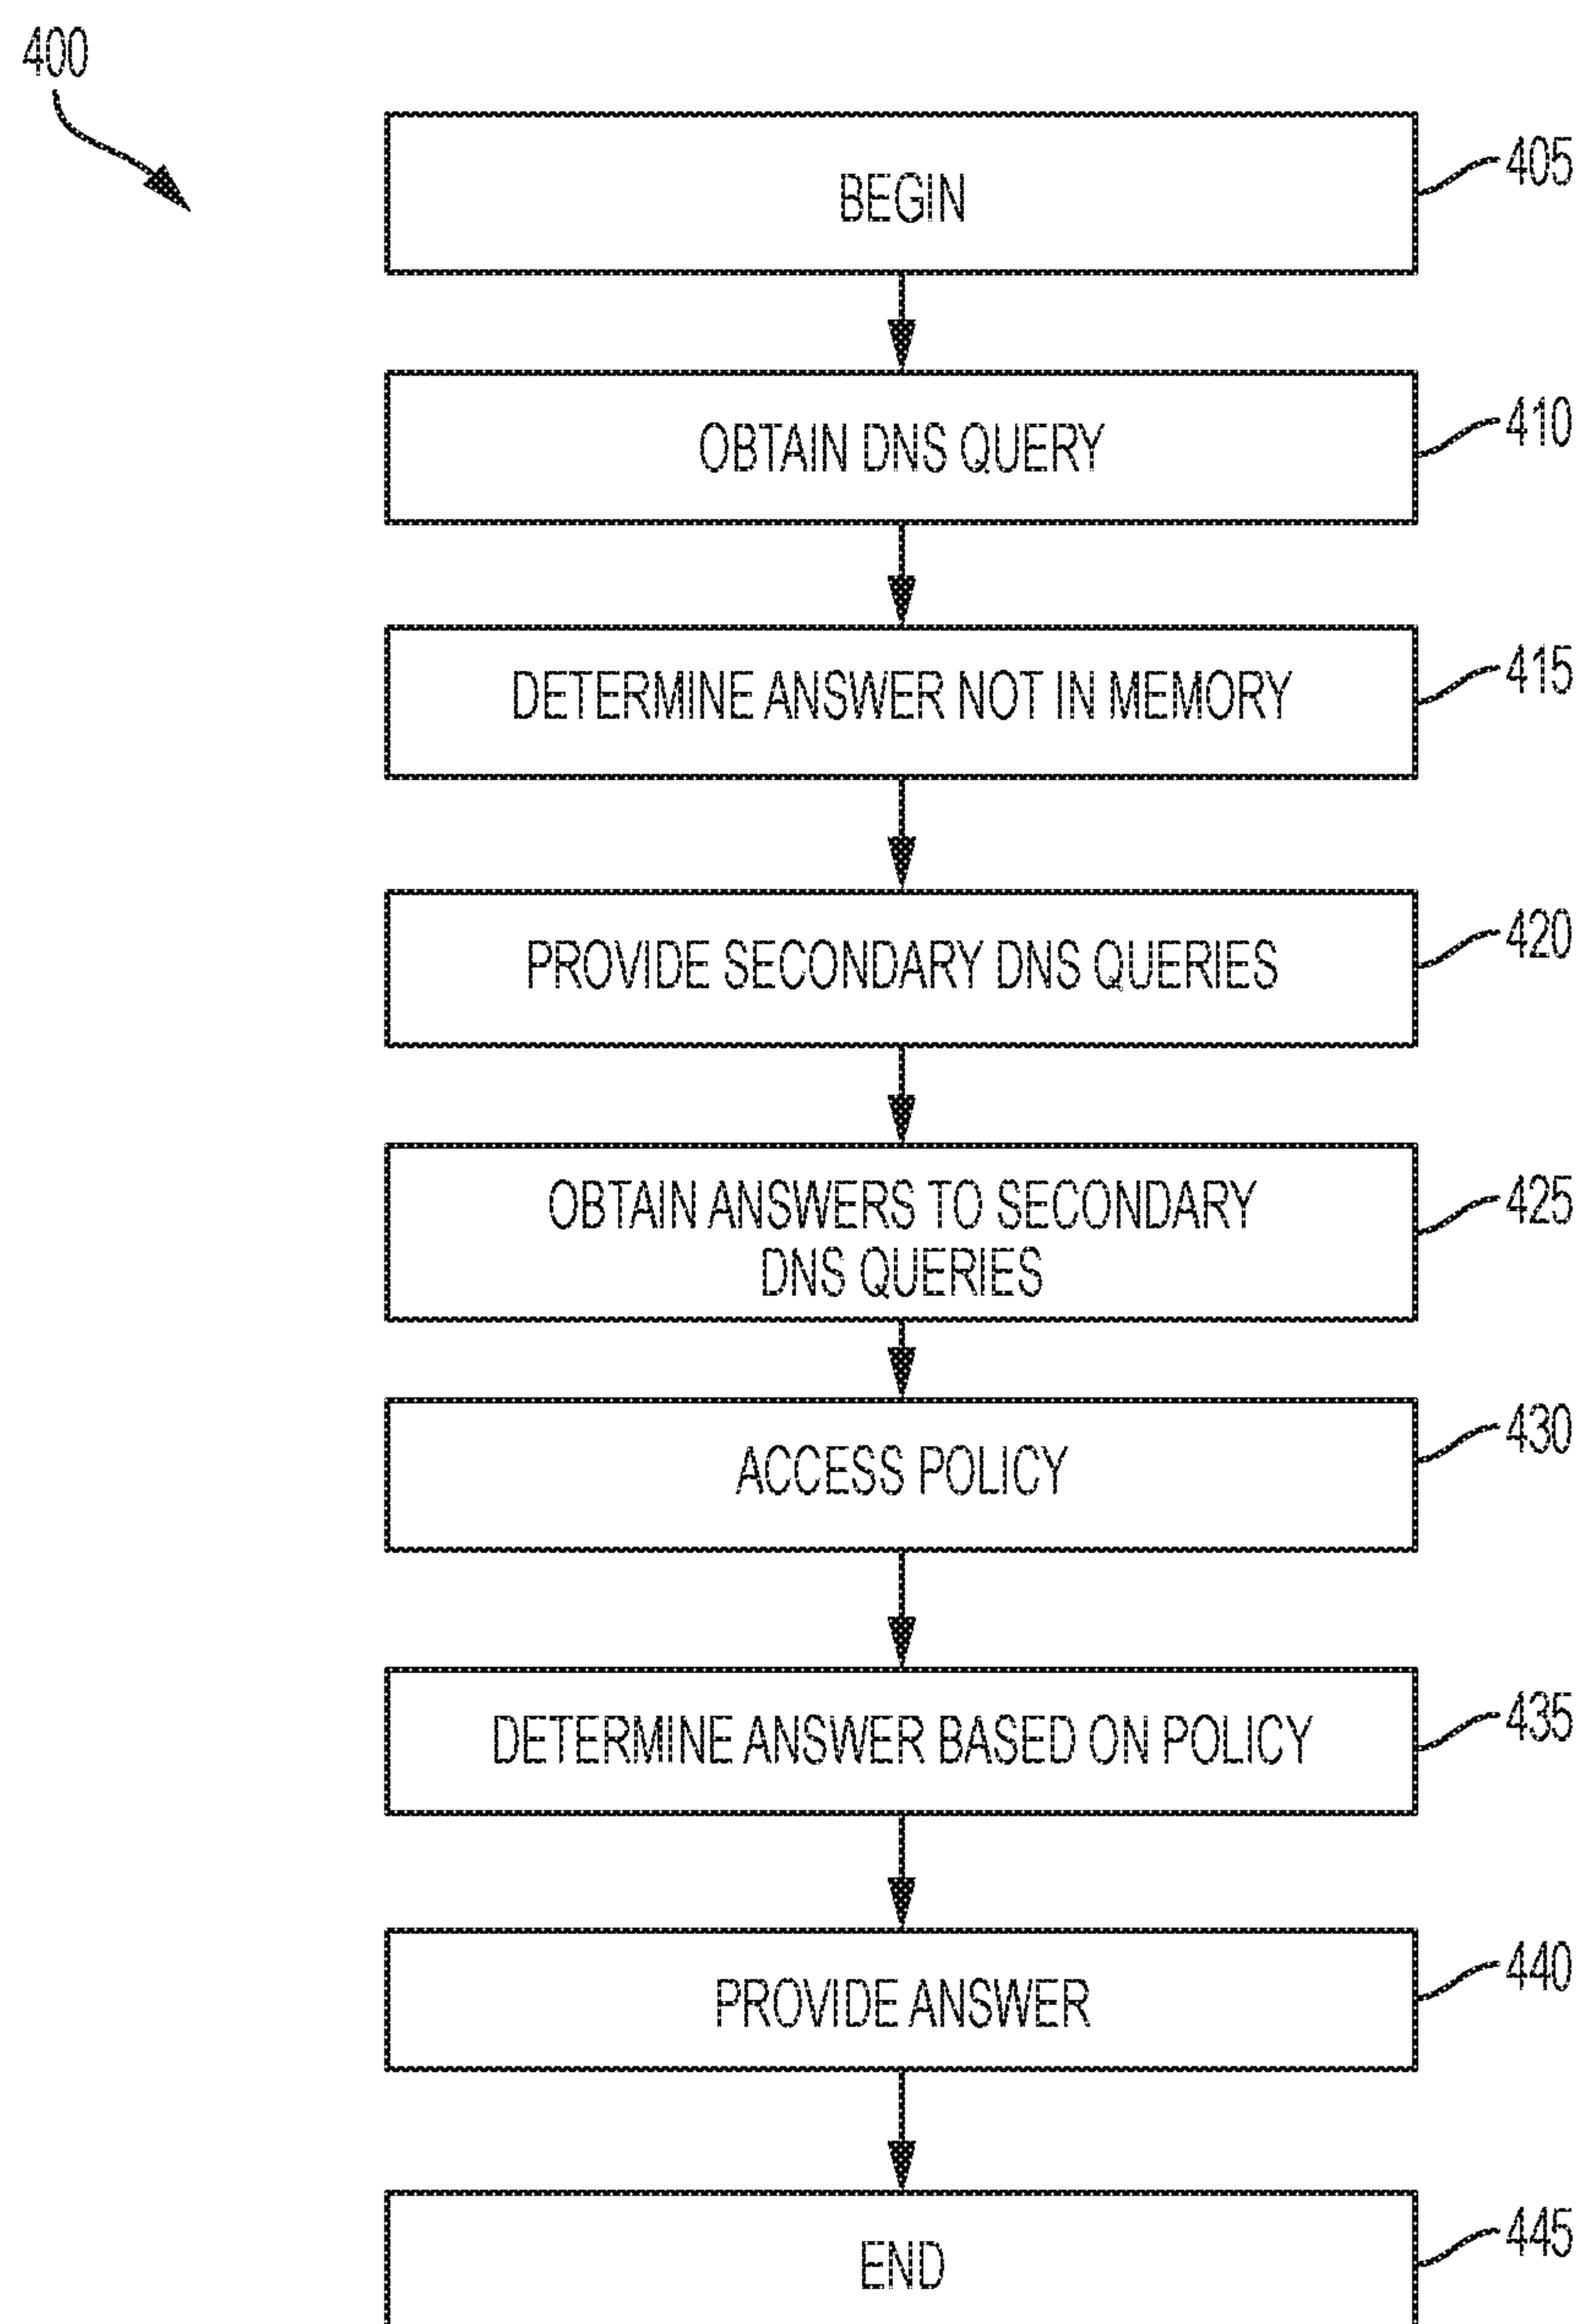 400
BEGIN
405
OBTAIN DNS QUERY
410
DETERMINE ANSWER NOT IN MEMORY
415
PROVIDE SECONDARY DNS QUERIES
420
OBTAIN ANSWERS TO SECONDARY
DNS QUERIES
425
ACCESS POLICY
430
DETERMINE ANSWER BASED ON POLICY
435
PROVIDE ANSWER
440
END
445